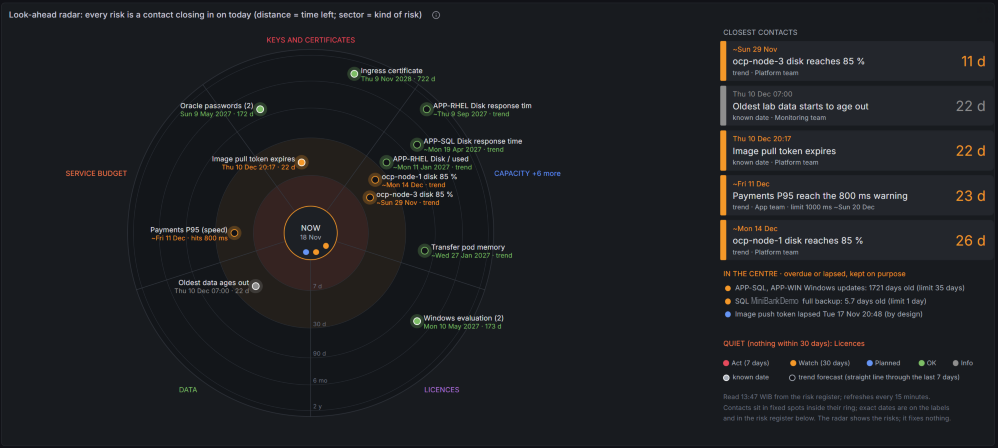 Look-ahead radar: every risk is a contact closing in on today (distance = time left; sector = kind of risk)
KEYS AND CERTIFICATES
Ingress certificate
Thu 9 Nov 2028 · 722 d
Oracle passwords (2)
Sun 9 May 2027 · 172 d
APP-RHEL Disk response tim
~Thu 9 Sep 2027 · trend
APP-SQL Disk response time
~Mon 19 Apr 2027 · trend
Image pull token expires
Thu 10 Dec 20:17 · 22 d
APP-RHEL Disk / used
~Mon 11 Jan 2027 · trend
SERVICE BUDGET
CAPACITY +6 more
ocp-node-1 disk 85 %
~Mon 14 Dec · trend
ocp-node-3 disk 85 %
~Sun 29 Nov · trend
Payments P95 (speed)
~Fri 11 Dec · hits 800 ms
NOW
18 Nov
Transfer pod memory
~Wed 27 Jan 2027 · trend
Oldest data ages out
Thu 10 Dec 07:00 · 22 d
7 d
Windows evaluation (2)
Mon 10 May 2027 · 173 d
30 d
90 d
6 mo
DATA
LICENCES
2 y
CLOSEST CONTACTS
~Sun 29 Nov
ocp-node-3 disk reaches 85 %
trend · Platform team
11 d
Thu 10 Dec 07:00
Oldest lab data starts to age out
known date · Monitoring team
22 d
Thu 10 Dec 20:17
Image pull token expires
known date · Platform team
22 d
~Fri 11 Dec
Payments P95 reach the 800 ms warning
trend · App team · limit 1000 ms ~Sun 20 Dec
23 d
~Mon 14 Dec
ocp-node-1 disk reaches 85 %
trend · Platform team
26 d
IN THE CENTRE · overdue or lapsed, kept on purpose
APP-SQL, APP-WIN Windows updates: 1721 days old (limit 35 days)
SQL MiniBankDemo full backup: 5.7 days old (limit 1 day)
Image push token lapsed Tue 17 Nov 20:48 (by design)
QUIET (nothing within 30 days): Licences
Act (7 days)
Watch (30 days)
Planned
OK
Info
known date
trend forecast (straight line through the last 7 days)
Read 13:47 WIB from the risk register; refreshes every 15 minutes.
Contacts sit in fixed spots inside their ring; exact dates are on the labels
and in the risk register below. The radar shows the risks; it fixes nothing.